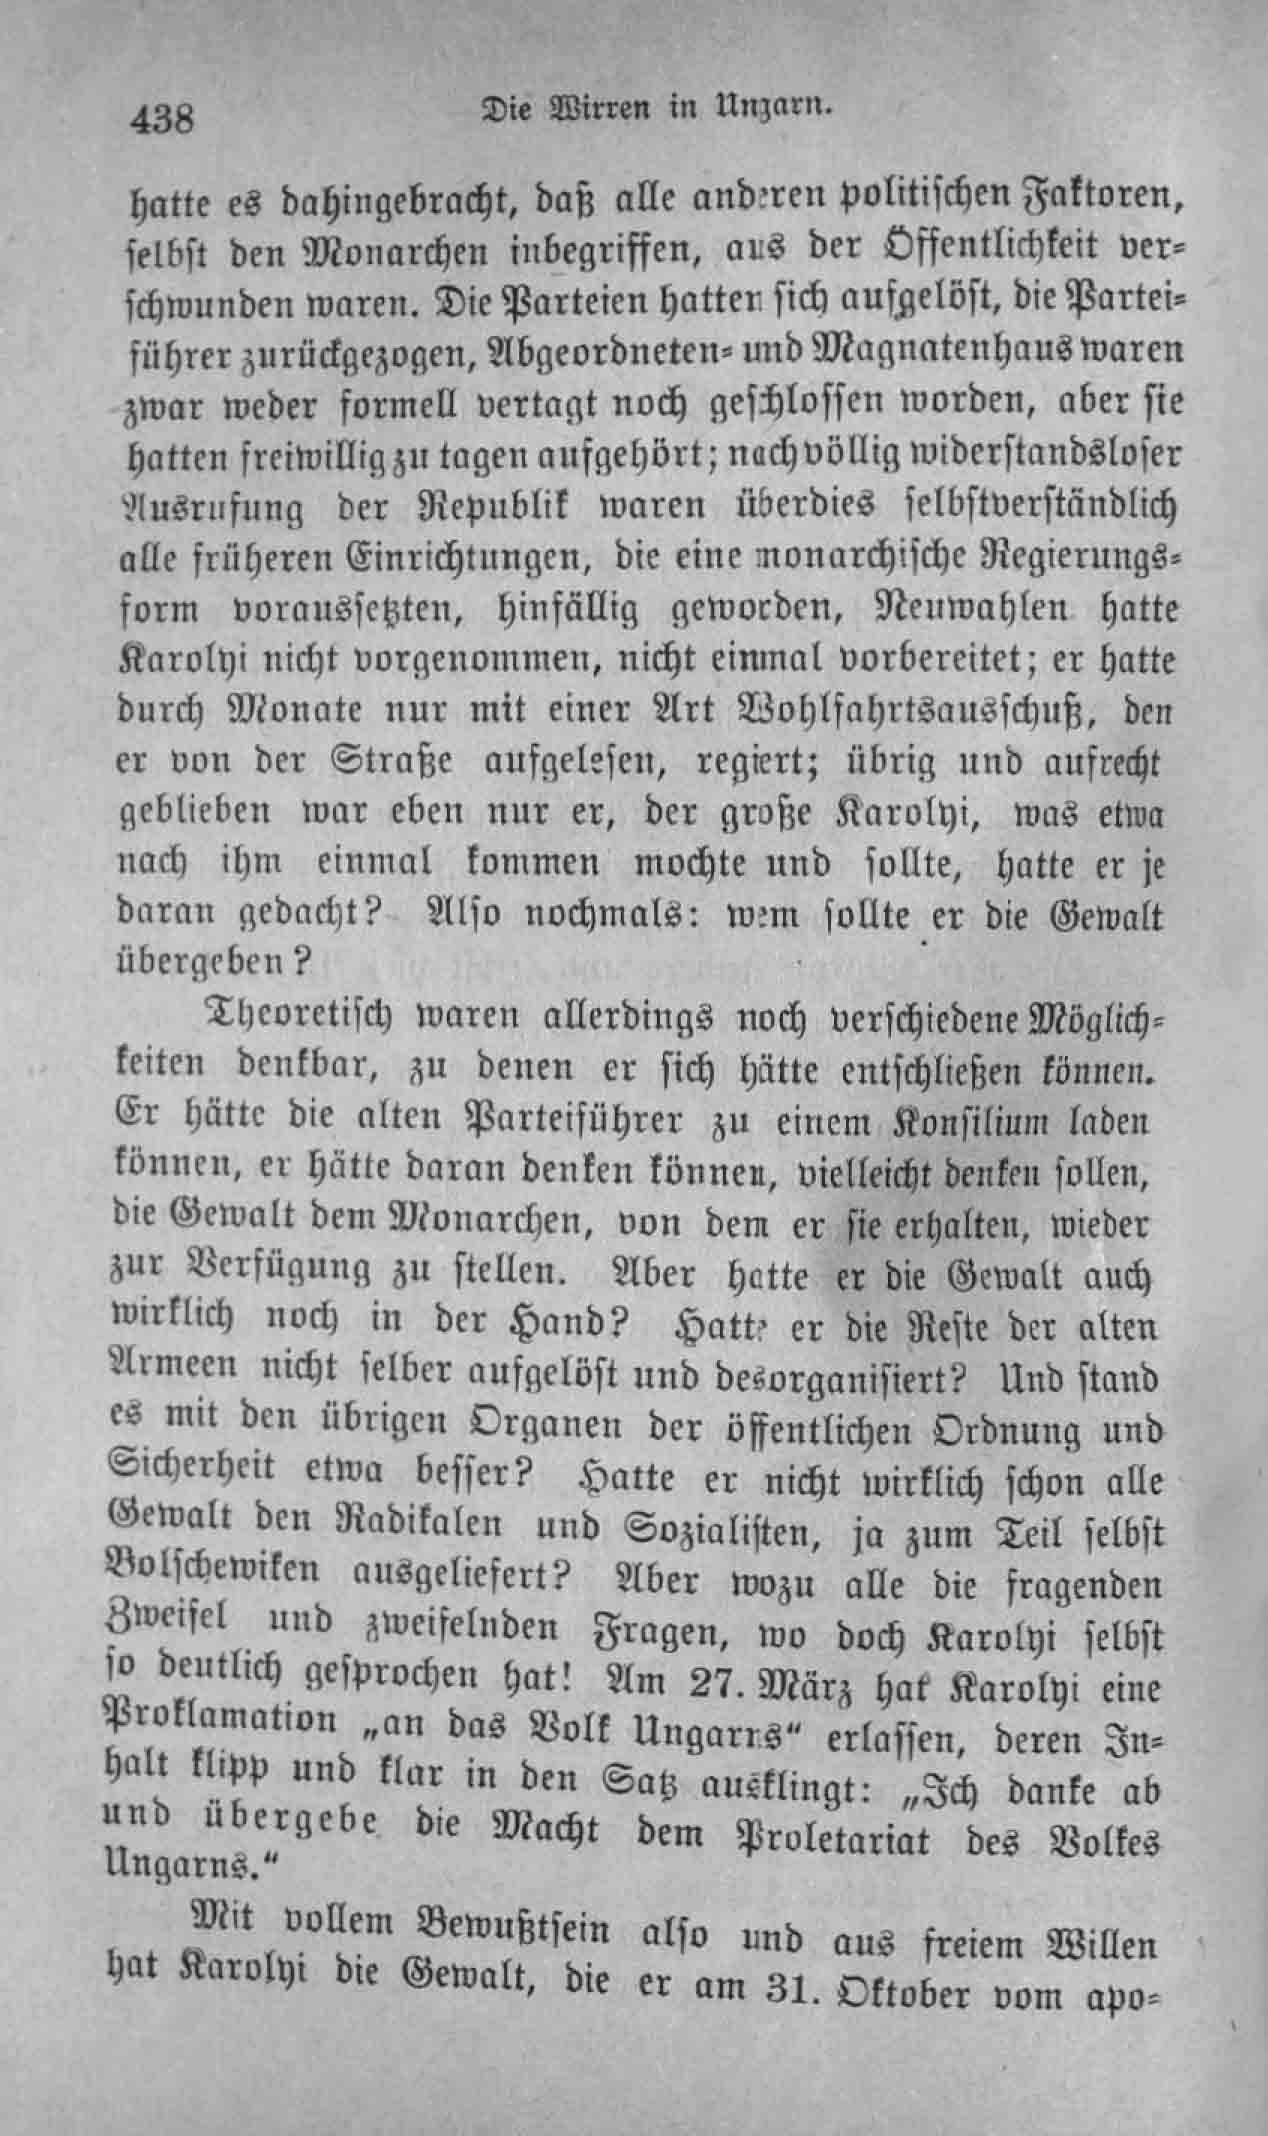 438
Die Wirren in Ungarn.
hatte es dahingebracht, daß alle anderen politischen Faktoren,
selbst den Monarchen inbegriffen, aus der Öffentlichkeit ver-
schwunden waren. Die Parteien hatten sich aufgelöst, die Partei-
führer zurückgezogen, Abgeordneten- und Magnatenhaus waren
zwar weder formell vertagt noch geschlossen worden, aber sie
hatten freiwillig zu tagen aufgehört; nach völlig widerstandsloser
Ausrufung der Republik waren überdies selbstverständlich
alle früheren Einrichtungen, die eine monarchische Regierungs-
form voraussetzten, hinfällig geworden, Neuwahlen hatte
Karolyi nicht vorgenommen, nicht einmal vorbereitet; er hatte
durch Monate nur mit einer Art Wohlfahrtsausschuß, den
er von der Straße aufgelesen, regiert; übrig und aufrecht
geblieben war eben nur er, der große Karolyi, was etwa
nach ihm einmal kommen mochte und sollte, hatte er je
daran gedacht? Also nochmals: wem sollte er die Gewalt
übergeben?
Theoretisch waren allerdings noch verschiedene Möglich-
keiten denkbar, zu denen er sich hätte entschließen können.
Er hätte die alten Parteiführer zu einem Konsilium laden
können, er hätte daran denken können, vielleicht denken sollen,
die Gewalt dem Monarchen, von dem er sie erhalten, wieder
zur Verfügung zu stellen. Aber hatte er die Gewalt auch
wirklich noch in der Hand? Hatte er die Reste der alten
Armeen nicht selber aufgelöst und desorganisiert? Und stand
es mit den übrigen Organen der öffentlichen Ordnung und
Sicherheit etwa besser? Hatte er nicht wirklich schon alle
Gewalt den Radikalen und Sozialisten, ja zum Teil selbst
Bolschewiken ausgeliefert? Aber wozu alle die fragenden
Zweifel und zweifelnden Fragen, wo doch Karolyi selbst
so deutlich gesprochen hat! Am 27. März hat Karolyi eine
Proklamation „an das Volk Ungarns“ erlassen, deren In-
halt klipp und klar in den Satz ausklingt: „Ich danke ab
und übergebe die Macht dem Proletariat des Volkes
Ungarns.“
Mit vollem Bewußtsein also und aus freiem Willen
hat Karolyi die Gewalt, die er am 31. Oktober vom apo-